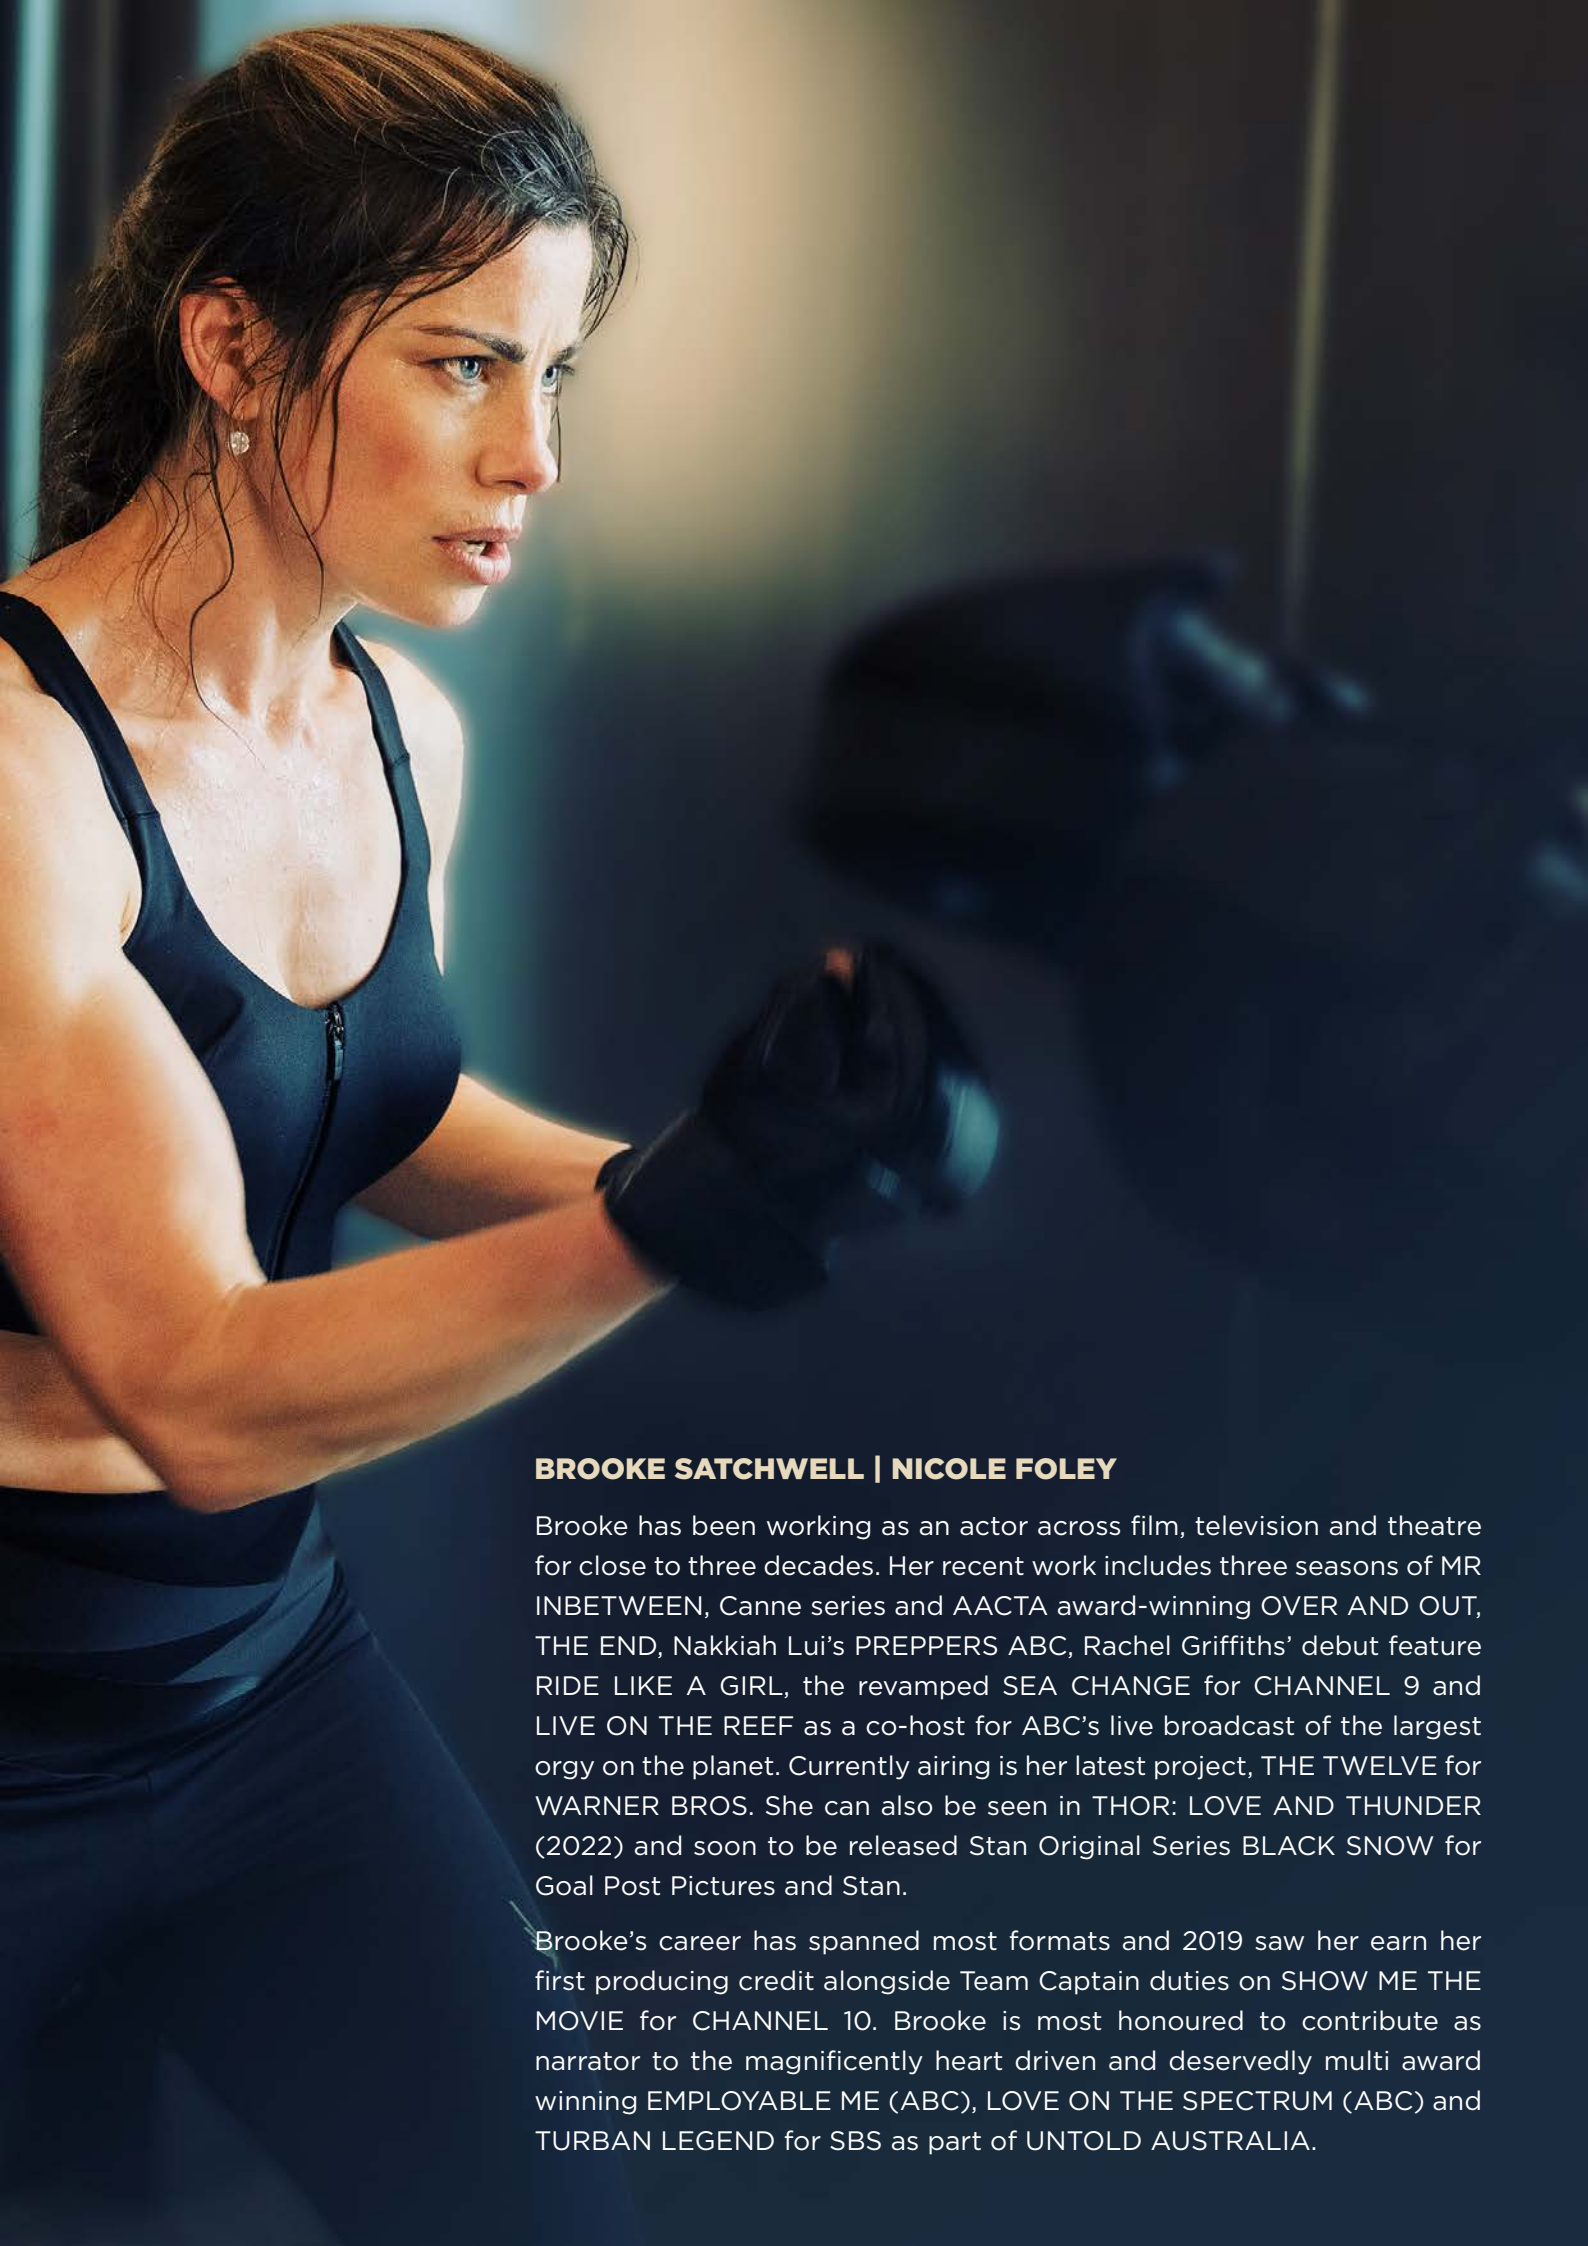 BROOKE SATCHWELL | NICOLE FOLEY
Brooke has been working as an actor across film, television and theatre
for close to three decades. Her recent work includes three seasons of MR
INBETWEEN, Canne series and AACTA award-winning OVER AND OUT,
THE END, Nakkiah Lui’s PREPPERS ABC, Rachel Griffiths’ debut feature
RIDE LIKE A GIRL, the revamped SEA CHANGE for CHANNEL 9 and
LIVE ON THE REEF as a co-host for ABC’s live broadcast of the largest
orgy on the planet. Currently airing is her latest project, THE TWELVE for
WARNER BROS. She can also be seen in THOR: LOVE AND THUNDER
(2022) and soon to be released Stan Original Series BLACK SNOW for
Goal Post Pictures and Stan.
Brooke’s career has spanned most formats and 2019 saw her earn her
first producing credit alongside Team Captain duties on SHOW ME THE
MOVIE for CHANNEL 10. Brooke is most honoured to contribute as
narrator to the magnificently heart driven and deservedly multi award
winning EMPLOYABLE ME (ABC), LOVE ON THE SPECTRUM (ABC) and
TURBAN LEGEND for SBS as part of UNTOLD AUSTRALIA.